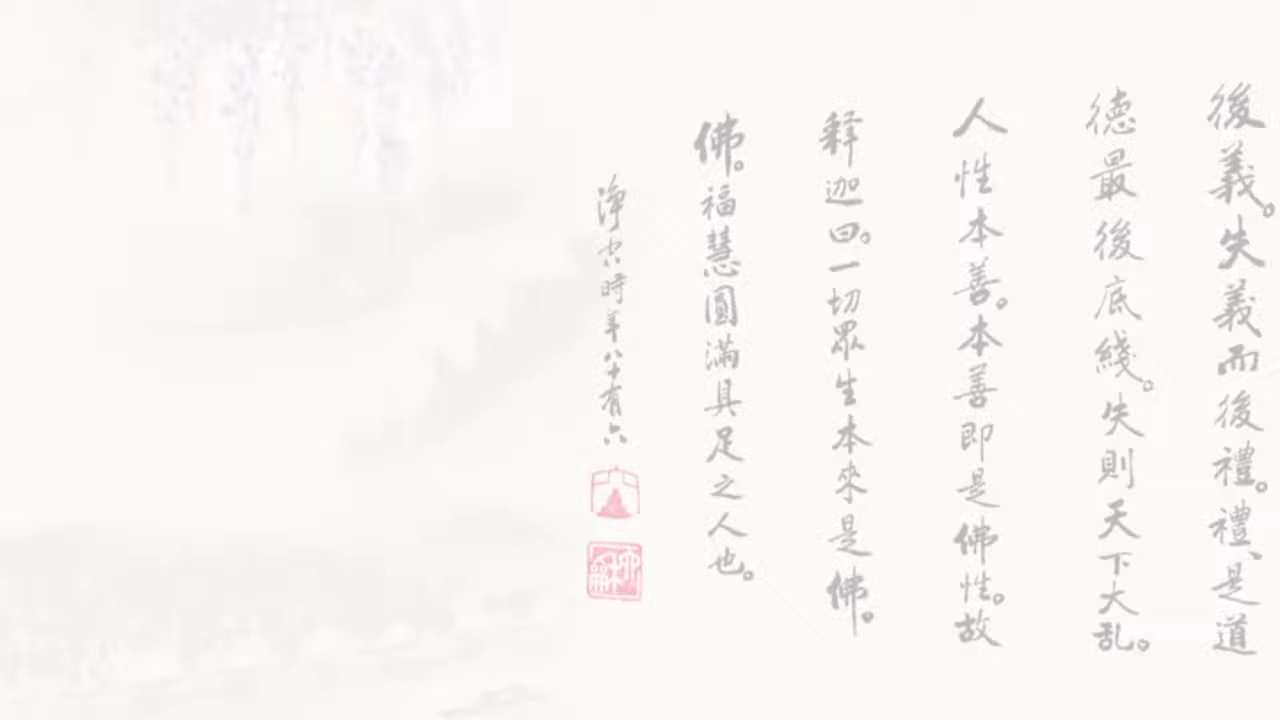 後義。失義而後禮。禮、是道
德最後底綫。失則天下大乱。
人性本善。本善即是佛性。故
释迦曰。一切眾生本來是佛。
佛。福慧圓滿具足之人也。
淨空時年八十有六